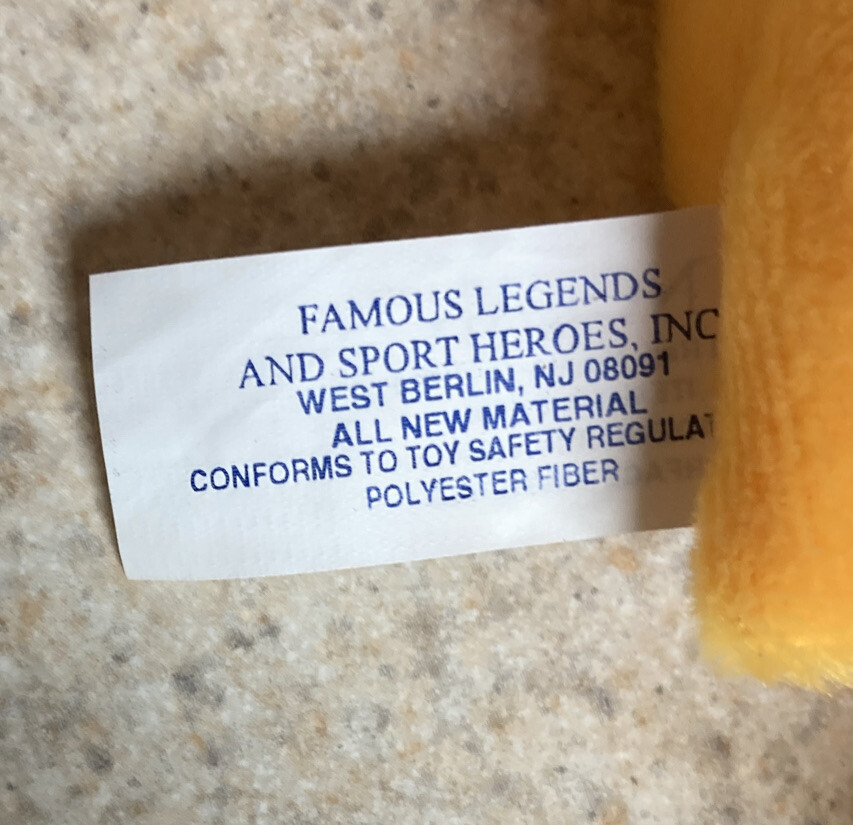 FAMOUS LEGENDS
AND SPORT HEROES, INC
WEST BERLIN, NJ 08091
ALL NEW MATERIAL
CONFORMS TO TOY SAFETY REGULAT
POLYESTER FIBER